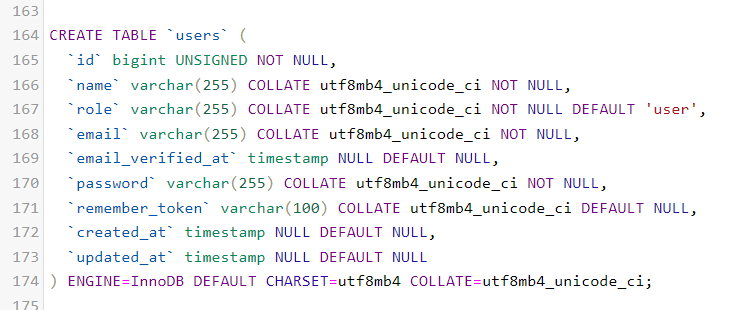 163
164 CREATE TABLE `users` (
165 `id` bigint UNSIGNED NOT NULL,
166 `name` varchar(255) COLLATE utf8mb4_unicode_ci NOT NULL,
167 `role` varchar(255) COLLATE utf8mb4_unicode_ci NOT NULL DEFAULT 'user',
168 `email` varchar(255) COLLATE utf8mb4_unicode_ci NOT NULL,
169 `email_verified_at` timestamp NULL DEFAULT NULL,
170 `password` varchar(255) COLLATE utf8mb4_unicode_ci NOT NULL,
171 `remember_token` varchar(100) COLLATE utf8mb4_unicode_ci DEFAULT NULL,
172 `created_at` timestamp NULL DEFAULT NULL,
173 `updated_at` timestamp NULL DEFAULT NULL
174 ) ENGINE=InnoDB DEFAULT CHARSET=utf8mb4 COLLATE=utf8mb4_unicode_ci;
175